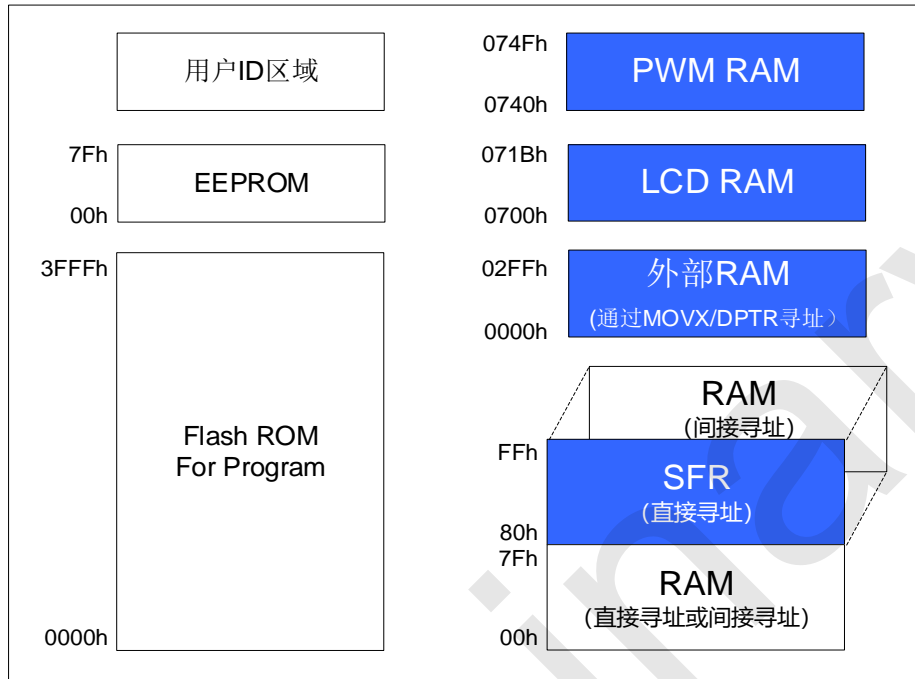 用户ID区域
7Fh
EEPROM
00h
3FFFh
Flash ROM
For Program
0000h
074Fh
PWM RAM
0740h
071Bh
LCD RAM
0700h
02FFh
外部RAM
(通过MOVX/DPTR寻址）
0000h
RAM
(间接寻址)
FFh
SFR
(直接寻址)
80h
7Fh
RAM
(直接寻址或间接寻址)
00h